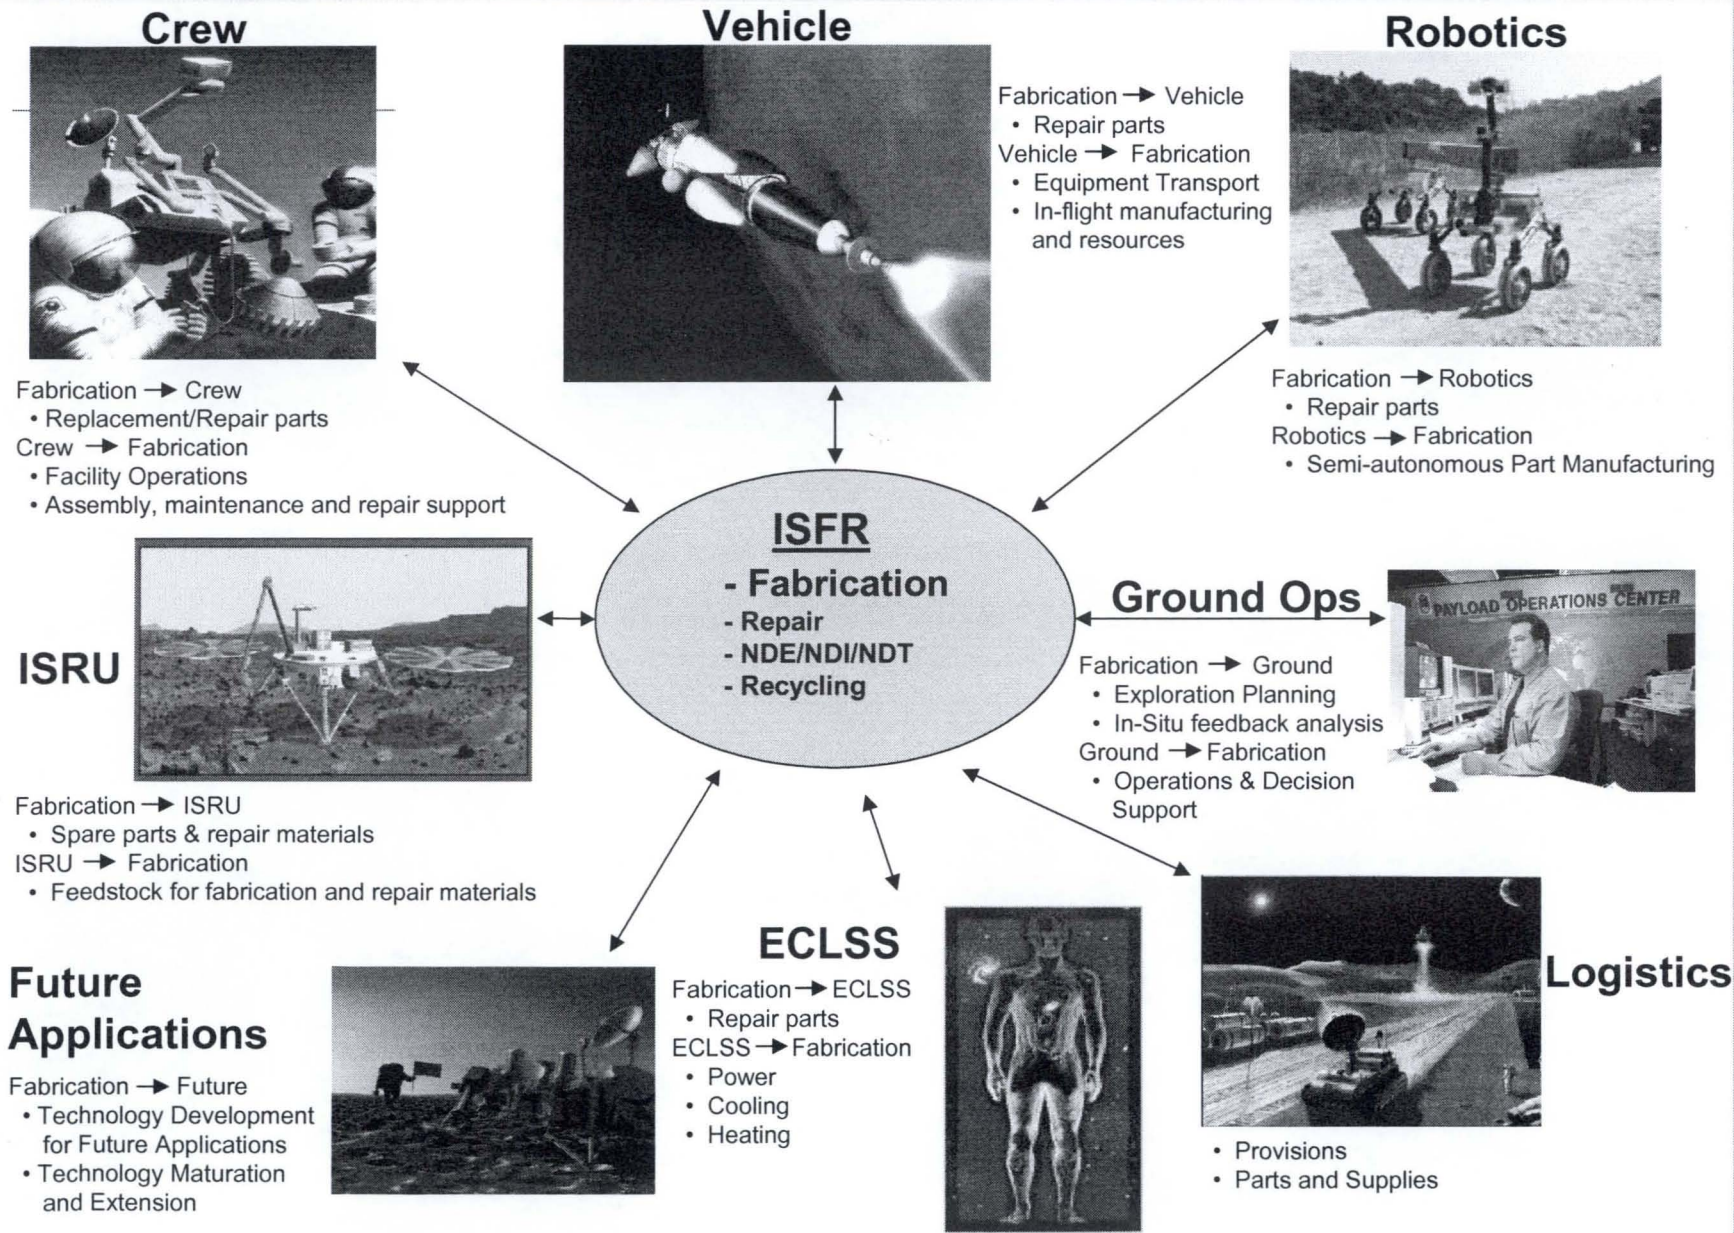 Crew
Vehicle
Robotics
Fabrication → Vehicle
• Repair parts
Vehicle → Fabrication
• Equipment Transport
• In-flight manufacturing
and resources
Fabrication → Crew
• Replacement/Repair parts
Crew → Fabrication
• Facility Operations
• Assembly, maintenance and repair support
Fabrication → Robotics
• Repair parts
Robotics → Fabrication
• Semi-autonomous Part Manufacturing
ISFR
- Fabrication
- Repair
- NDE/NDI/NDT
- Recycling
ISRU
Fabrication → ISRU
• Spare parts & repair materials
ISRU → Fabrication
• Feedstock for fabrication and repair materials
Ground Ops
PAYLOAD OPERATIONS CENTER
Fabrication → Ground
• Exploration Planning
• In-Situ feedback analysis
Ground → Fabrication
• Operations & Decision
Support
Future
Applications
Fabrication → Future
• Technology Development
for Future Applications
• Technology Maturation
and Extension
ECLSS
Fabrication → ECLSS
• Repair parts
ECLSS → Fabrication
• Power
• Cooling
• Heating
Logistics
• Provisions
• Parts and Supplies